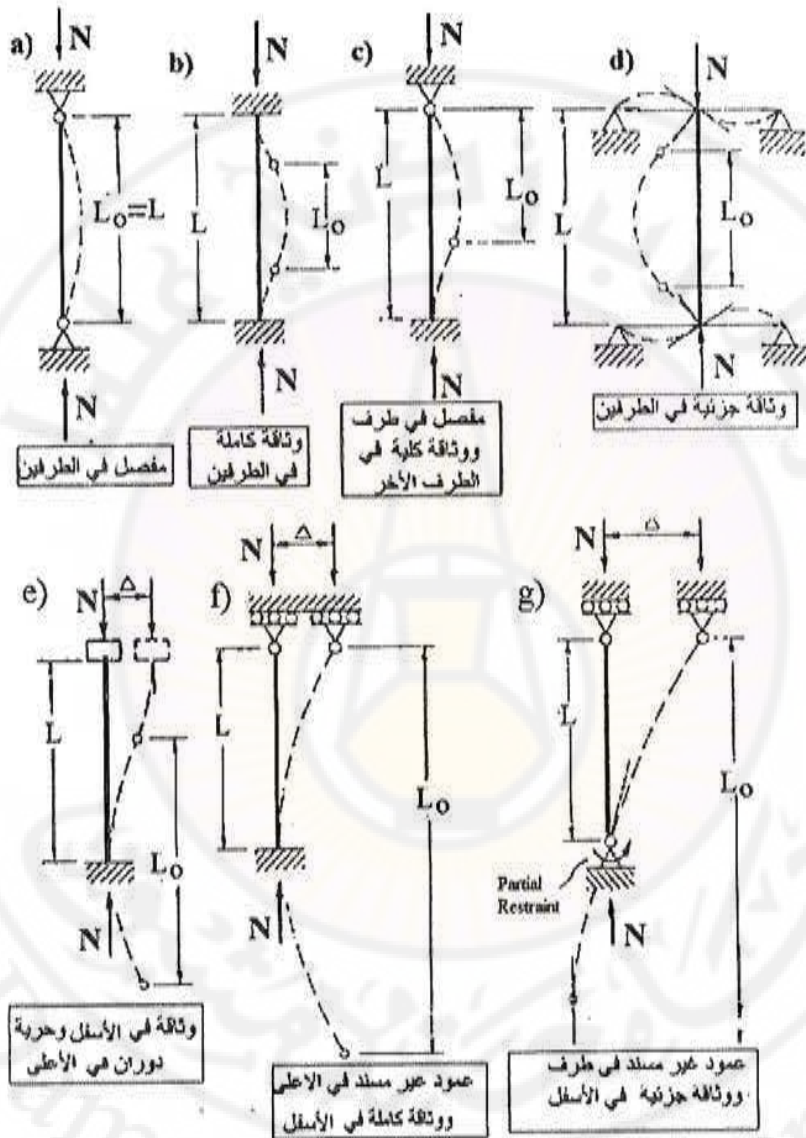 a)
N
Lo=L
N
مفصل في الطرفين
b)
N
L
Lo
N
وثاقة كاملة
في الطرفين
c)
N
L
Lo
N
مفصل في طرف
ووثاقة كلية في
الطرف الأخر
d)
N
L
Lo
N
وثاقة جزئية في الطرفين
e)
N
Δ
L
Lo
N
وثاقة في الأسفل وحرية
دوران في الأعلى
f)
N
Δ
L
Lo
N
عمود غير مسند في الاعلى
ووثاقة كاملة في الأسفل
g)
N
Δ
L
Lo
Partial
Restraint
N
عمود غير مسند في طرف
ووثاقة جزئية في الأسفل